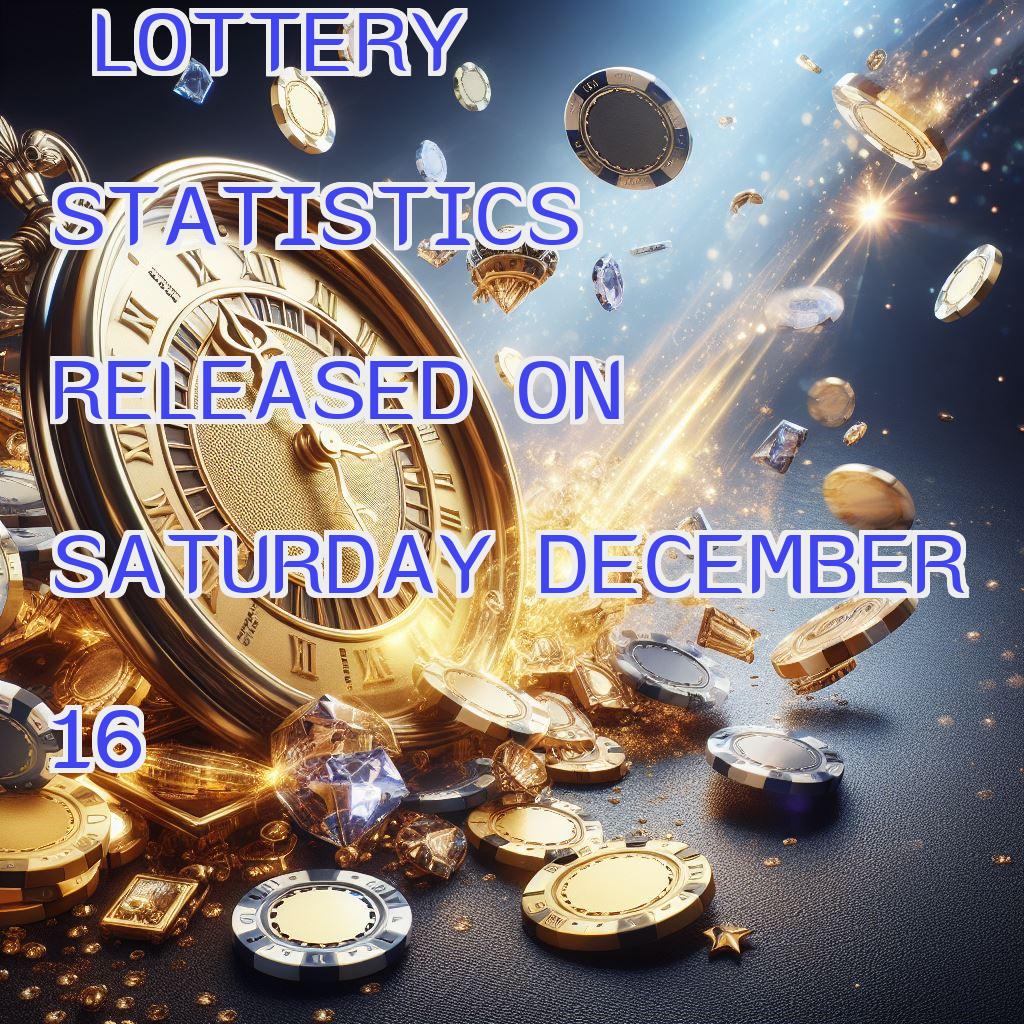 LOTTERY
STATISTICS
RELEASED ON
SATURDAY DECEMBER
16